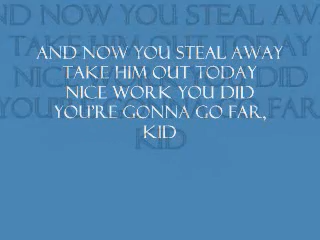 AND NOW YOU STEAL AWAY
TAKE HIM OUT TODAY
NICE WORK YOU DID
YOU'RE GONNA GO FAR,
KID